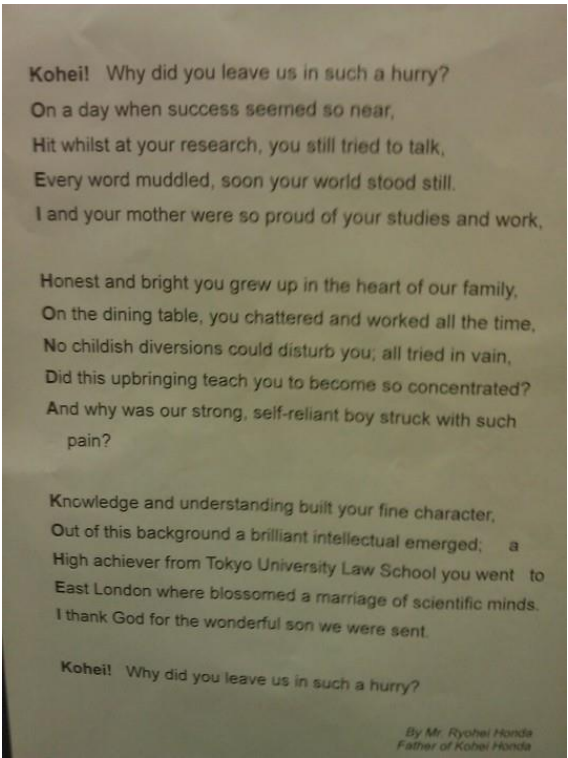 Kohei! Why did you leave us in such a hurry?
On a day when success seemed so near,
Hit whilst at your research, you still tried to talk,
Every word muddled, soon your world stood still.
I and your mother were so proud of your studies and work,
Honest and bright you grew up in the heart of our family,
On the dining table, you chattered and worked all the time,
No childish diversions could disturb you; all tried in vain,
Did this upbringing teach you to become so concentrated?
And why was our strong, self-reliant boy struck with such
pain?
Knowledge and understanding built your fine character,
Out of this background a brilliant intellectual emerged; a
High achiever from Tokyo University Law School you went to
East London where blossomed a marriage of scientific minds.
I thank God for the wonderful son we were sent.
Kohei! Why did you leave us in such a hurry?
By Mr. Ryohei Honda
Father of Kohei Honda